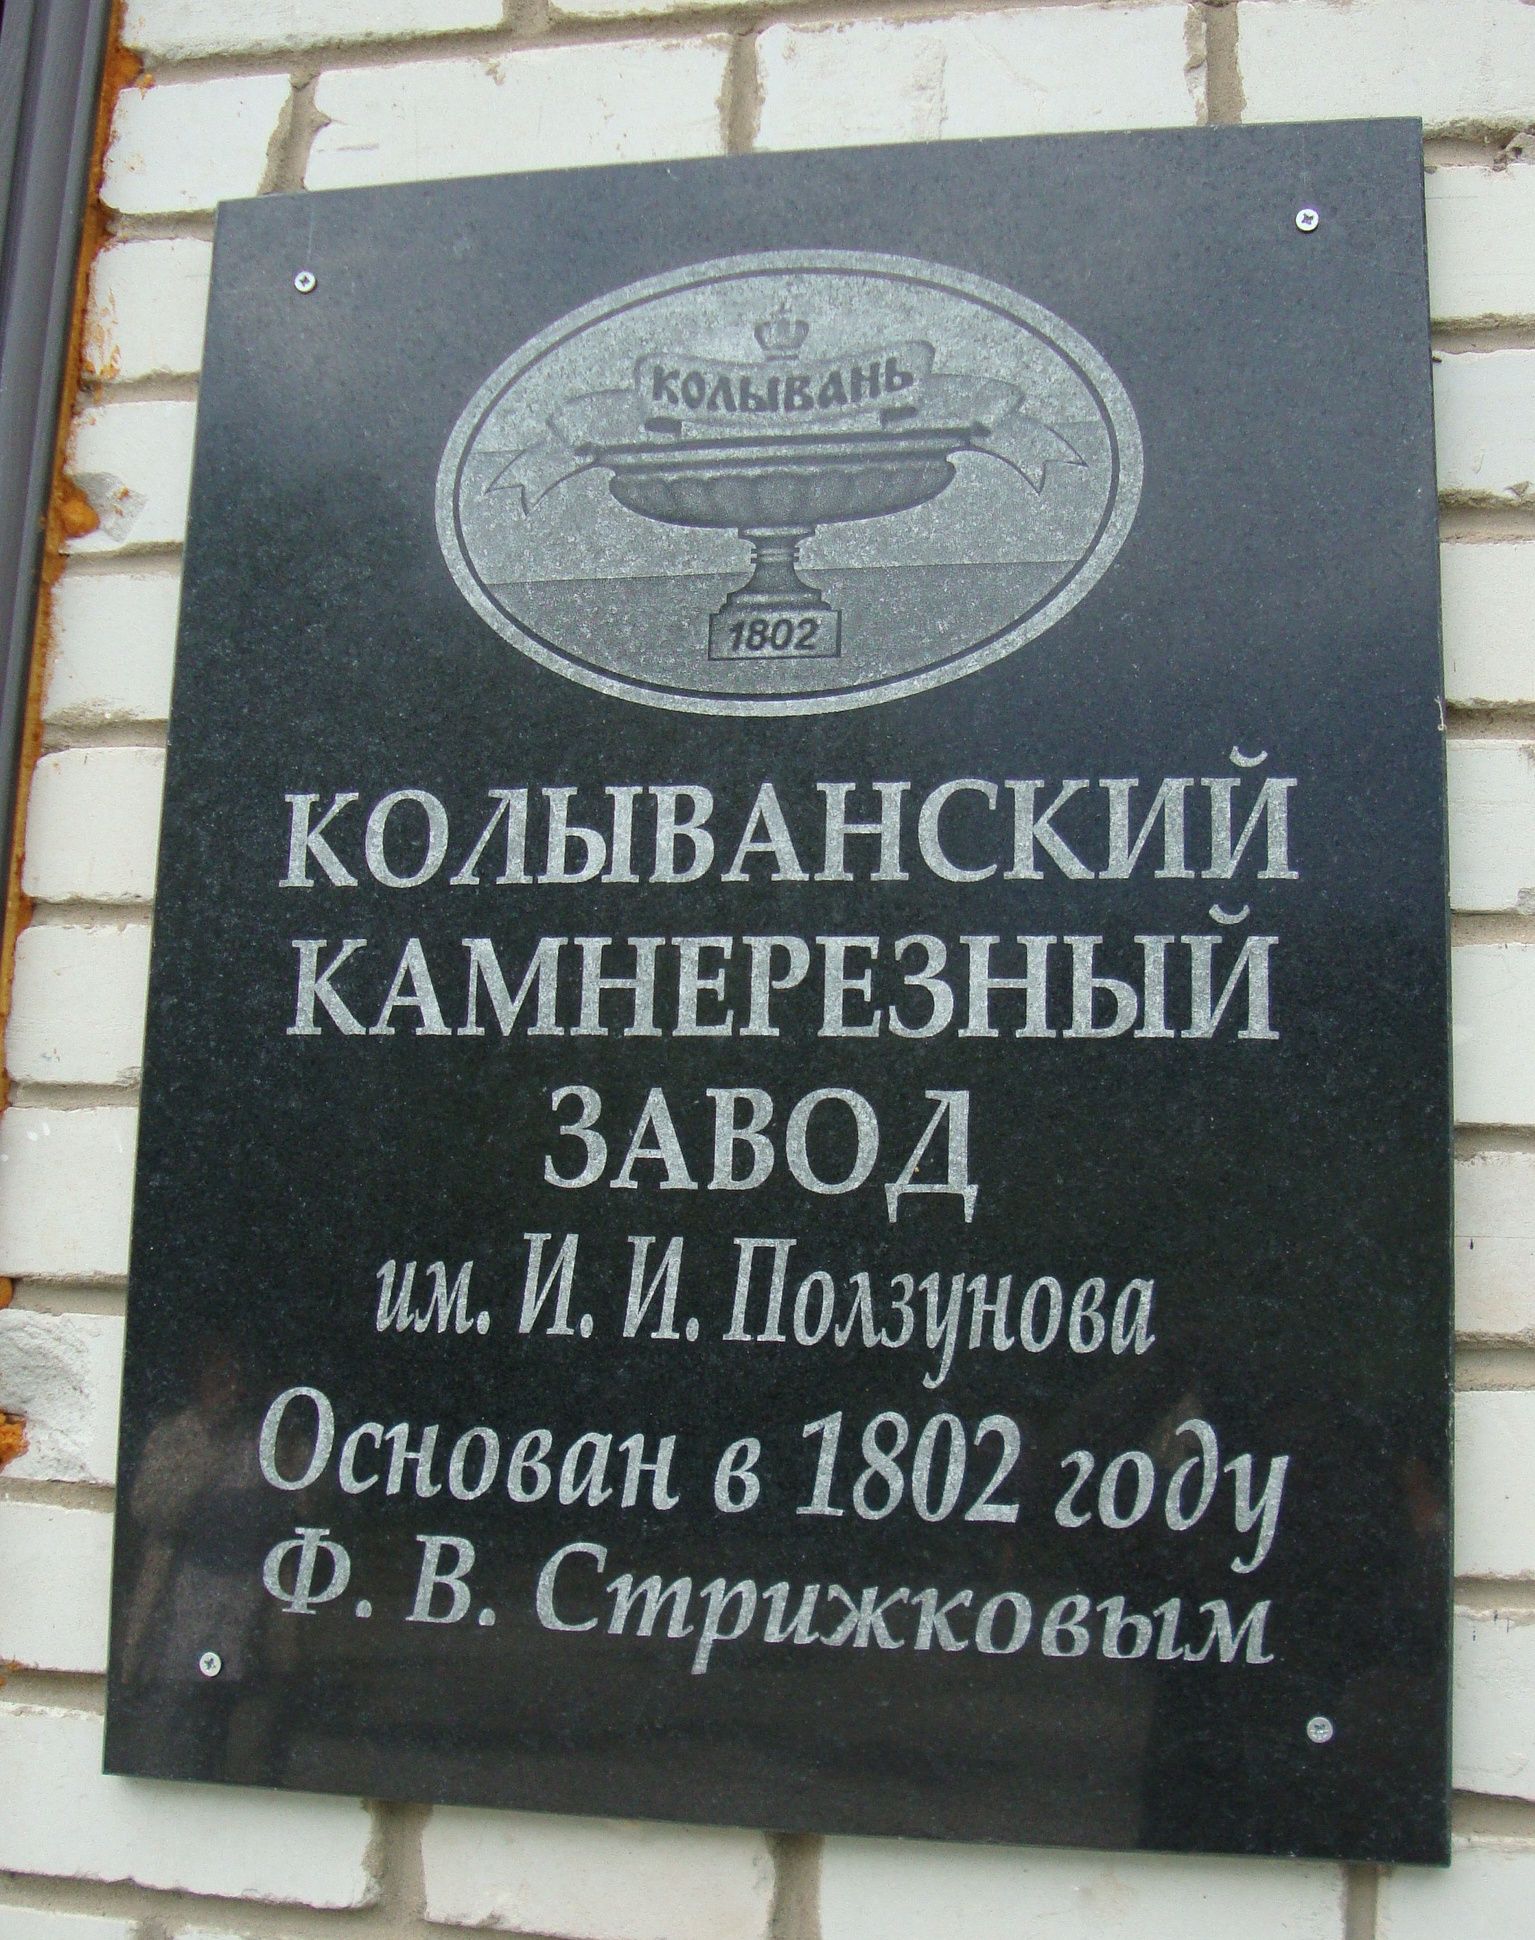 КОЛЫВАНЬ
1802
КОЛЫВАНСКИЙ
КАМНЕРЕЗНЫЙ
ЗАВОД
им. И. И. Ползунова
Основан в 1802 году
Ф. В. Стрижковым